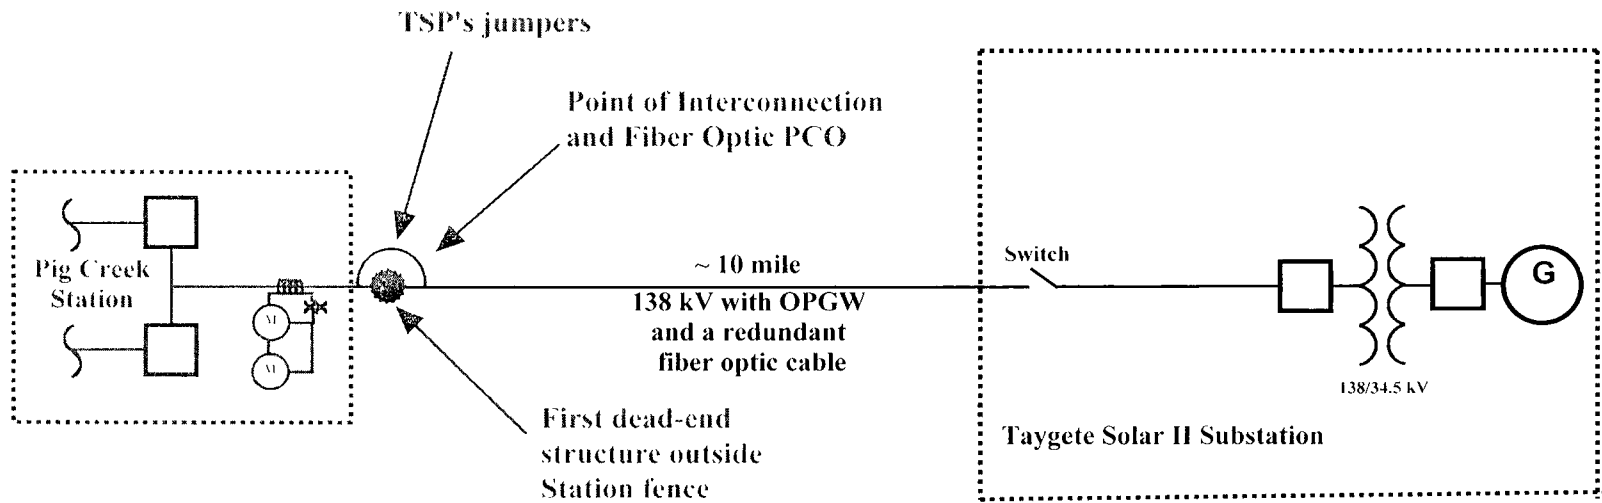 TSP's jumpers
Point of Interconnection
and Fiber Optic PCO
Pig Creek
Station
M
M
~ 10 mile
138 kV with OPGW
and a redundant
fiber optic cable
First dead-end
structure outside
Station fence
Switch
G
138/34.5 kV
Taygete Solar II Substation